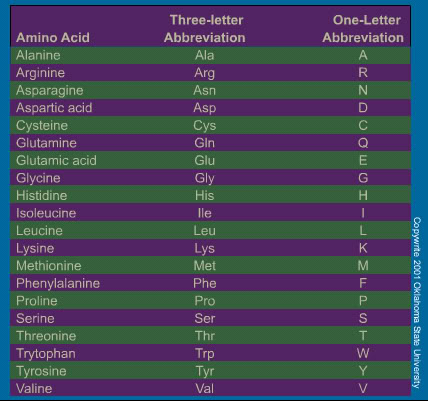 Three-letter One-Letter
Amino Acid Abbreviation Abbreviation
Alanine Ala A
Arginine Arg R
Asparagine Asn N
Aspartic acid Asp D
Cysteine Cys C
Glutamine Gln Q
Glutamic acid Glu E
Glycine Gly G
Histidine His H
Isoleucine Ile I
Leucine Leu L
Lysine Lys K
Methionine Met M
Phenylalanine Phe F
Proline Pro P
Serine Ser S
Threonine Thr T
Trytophan Trp W
Tyrosine Tyr Y
Valine Val V
Copywrite 2001 Oklahoma State University